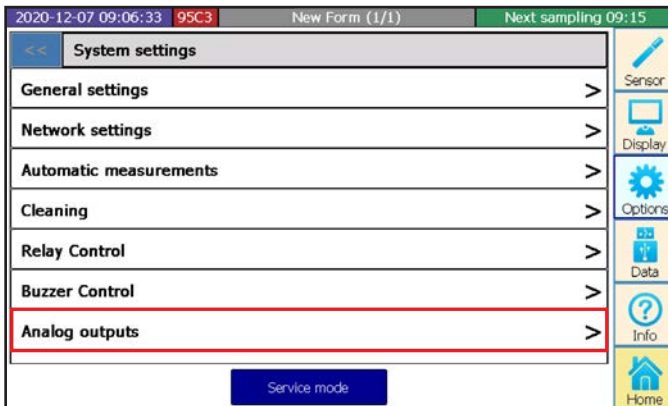 2020-12-07 09:06:33 95C3 New Form (1/1) Next sampling 09:15
<< System settings
General settings >
Network settings >
Automatic measurements >
Cleaning >
Relay Control >
Buzzer Control >
Analog outputs >
Service mode
Sensor
Display
Options
Data
Info
Home